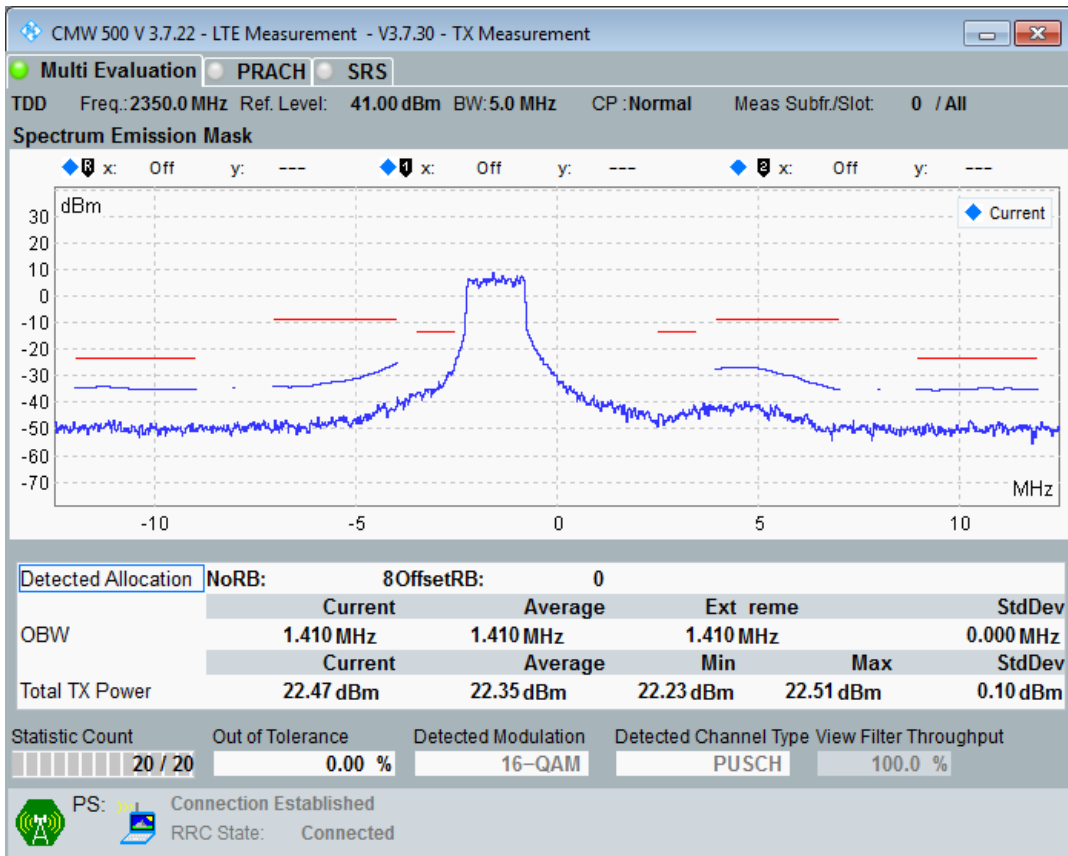 CMW 500 V 3.7.22 - LTE Measurement - V3.7.30 - TX Measurement
Multi Evaluation PRACH SRS
TDD Freq.:2350.0 MHz Ref. Level: 41.00 dBm BW:5.0 MHz CP :Normal Meas Subfr./Slot: 0 / All
Spectrum Emission Mask
R x: Off y: --- 1 x: Off y: --- 2 x: Off y: ---
dBm
Current
30
20
10
0
-10
-20
-30
-40
-50
-60
-70
MHz
-10 -5 0 5 10
Detected Allocation NoRB: 8OffsetRB: 0
Current Average Ext reme StdDev
OBW 1.410 MHz 1.410 MHz 1.410 MHz 0.000 MHz
Current Average Min Max StdDev
Total TX Power 22.47 dBm 22.35 dBm 22.23 dBm 22.51 dBm 0.10 dBm
Statistic Count Out of Tolerance Detected Modulation Detected Channel Type View Filter Throughput
20 / 20 0.00 % 16-QAM PUSCH 100.0 %
PS: Connection Established
RRC State: Connected